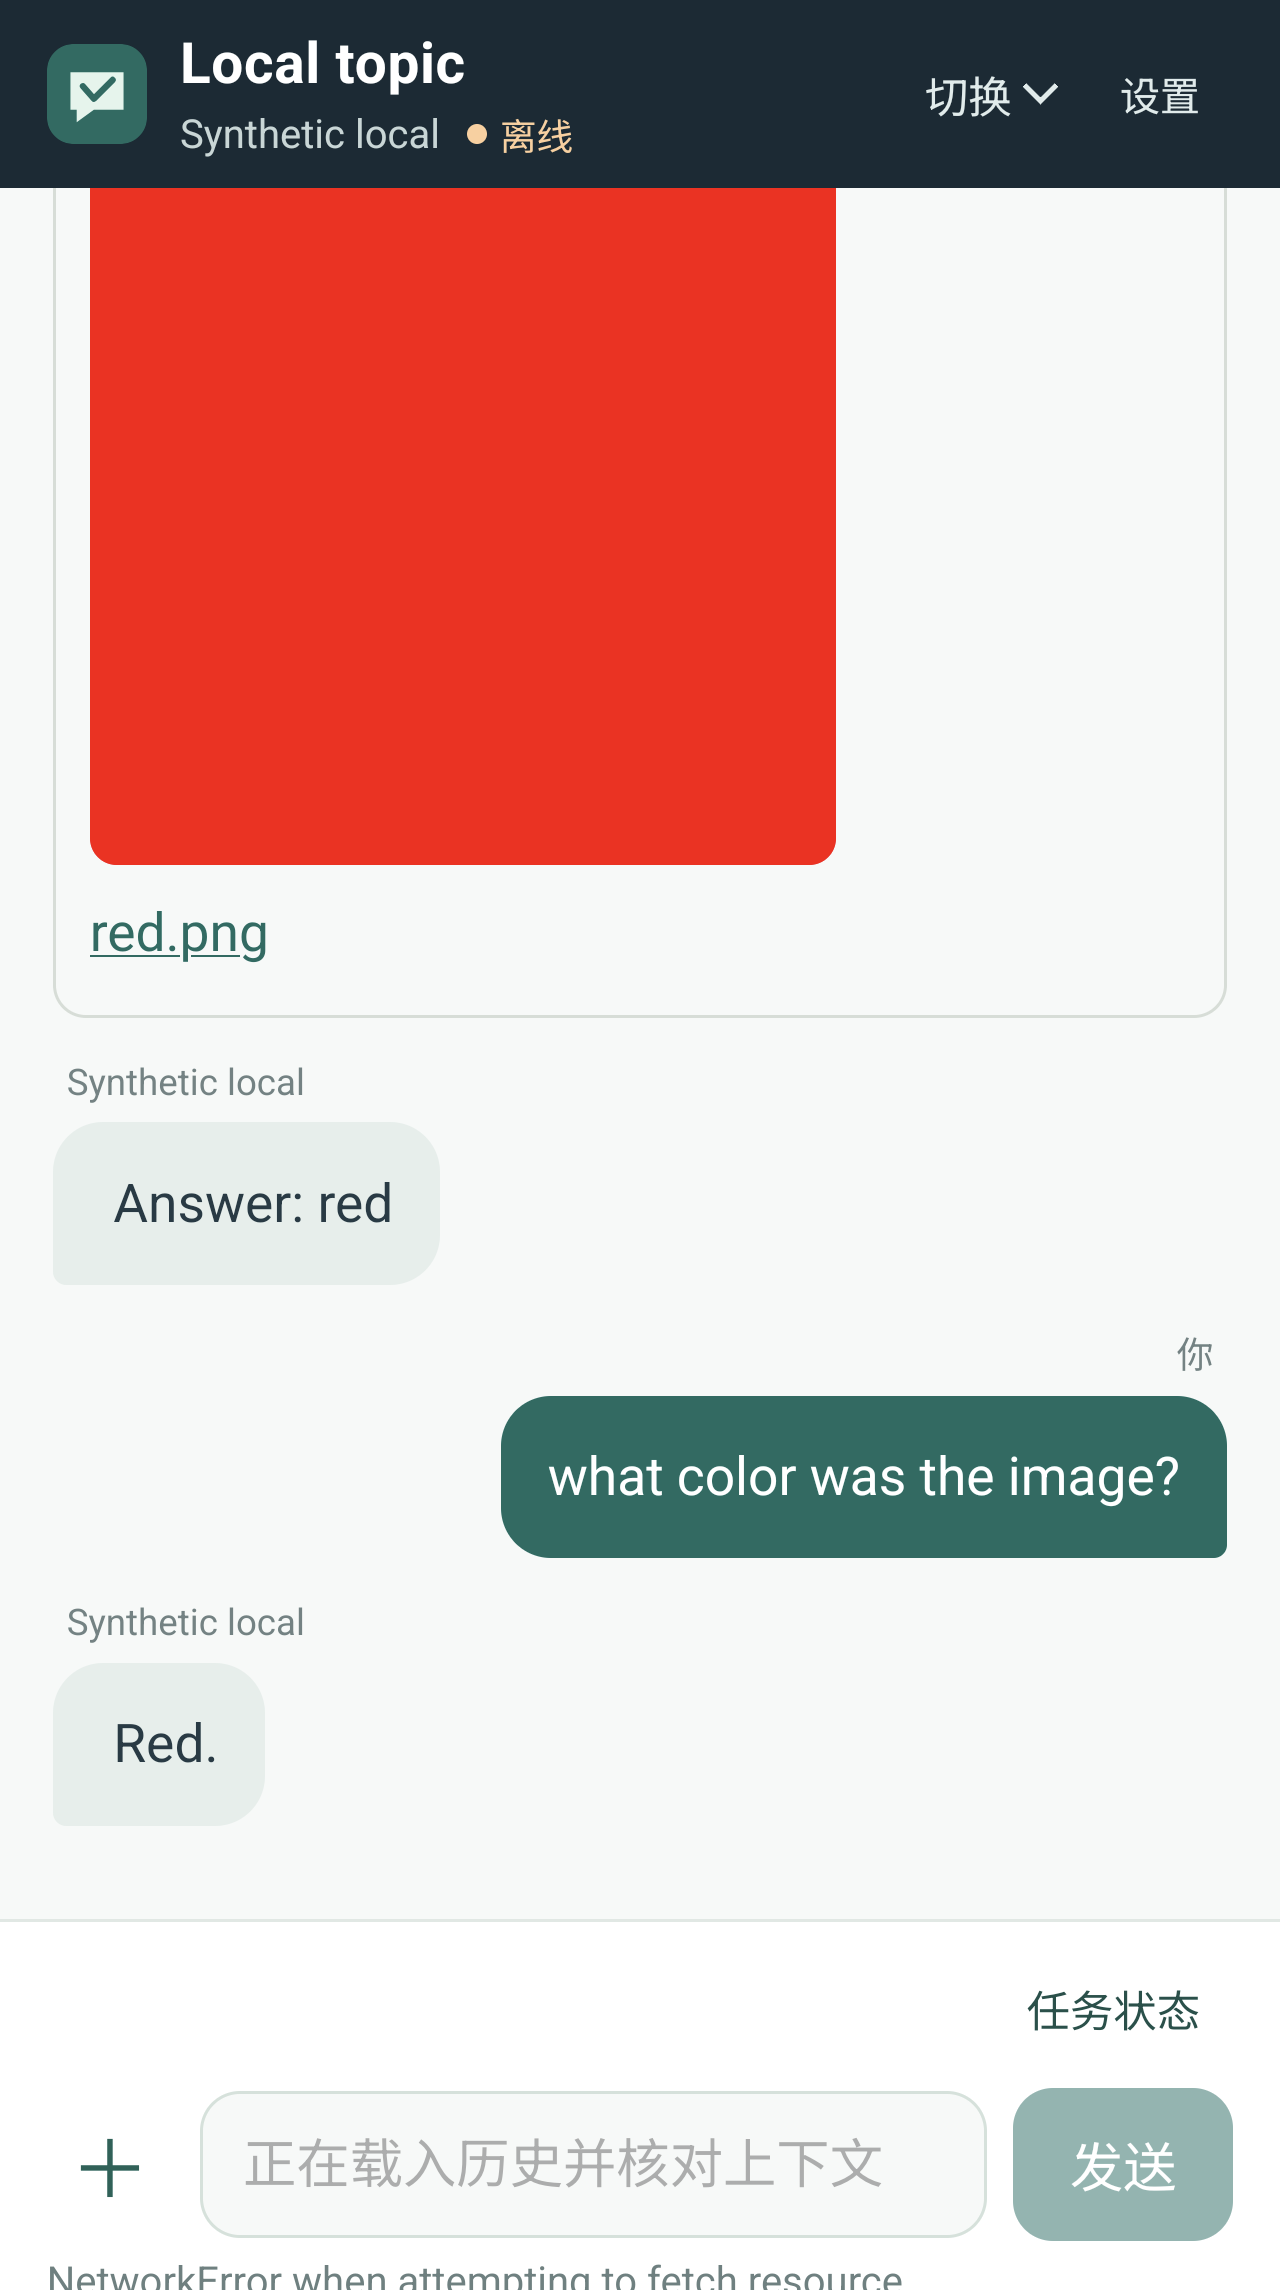 Local topic
Synthetic local 离线
切换
设置
red.png
Synthetic local
Answer: red
你
what color was the image?
Synthetic local
Red.
任务状态
正在载入历史并核对上下文
发送
NetworkError when attempting to fetch resource